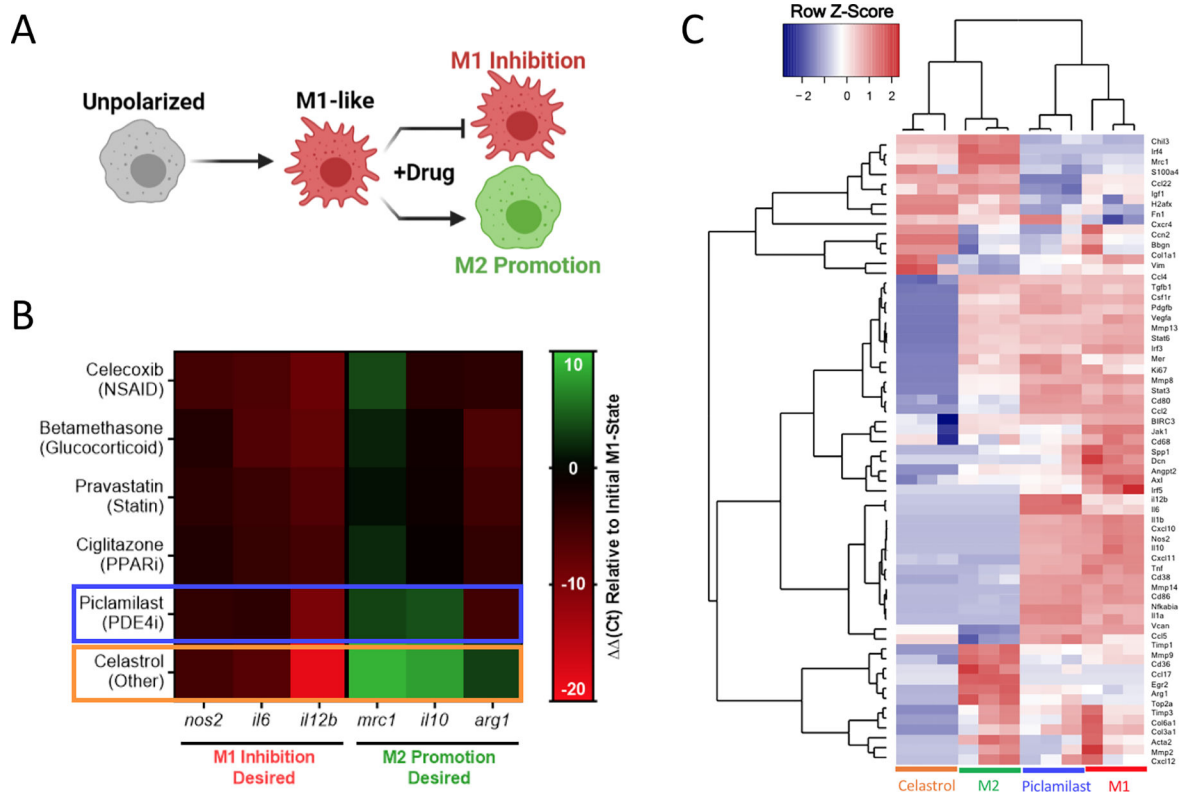 A
Unpolarized
M1-like
+Drug
M1 Inhibition
M2 Promotion
B
Celecoxib
(NSAID)
Betamethasone
(Glucocorticoid)
Pravastatin
(Statin)
Ciglitazone
(PPARi)
Piclamilast
(PDE4i)
Celastrol
(Other)
nos2 il6 il12b mrc1 il10 arg1
M1 Inhibition
Desired
M2 Promotion
Desired
10
0
-10
-20
ΔΔ(Ct) Relative to Initial M1-State
C
Row Z-Score
−2 0 1 2
Chil3
Irf4
Mrc1
S100a4
Ccl22
Igf1
H2afx
Fn1
Cxcr4
Ccn2
Bbgn
Col1a1
Vim
Ccl4
Tgfb1
Csf1r
Pdgfb
Vegfa
Mmp13
Stat6
Irf3
Mer
Ki67
Mmp8
Stat3
Cd80
Ccl2
BIRC3
Jak1
Cd68
Spp1
Dcn
Angpt2
Axl
Irf5
il12b
Il6
Il1b
Cxcl10
Nos2
Il10
Cxcl11
Tnf
Cd38
Mmp14
Cd86
Nfkabia
Il1a
Vcan
Ccl5
Timp1
Mmp9
Cd36
Ccl17
Egr2
Arg1
Top2a
Timp3
Col6a1
Col3a1
Acta2
Mmp2
Cxcl12
Celastrol M2 Piclamilast M1